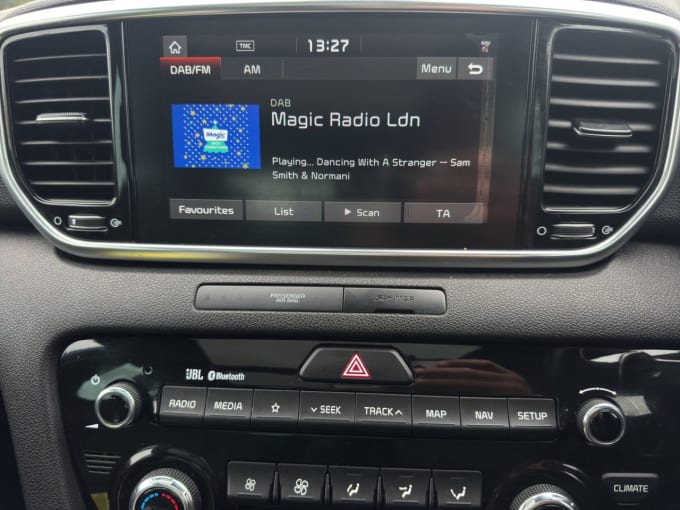 TMC 13:27
DAB/FM AM Menu
DAB
Magic Radio Ldn
Magic
Playing... Dancing With A Stranger -- Sam
Smith & Normani
Favourites List Scan TA
PASSENGER
AIR BAG
JBL Bluetooth
RADIO MEDIA SEEK TRACK MAP NAV SETUP
CLIMATE